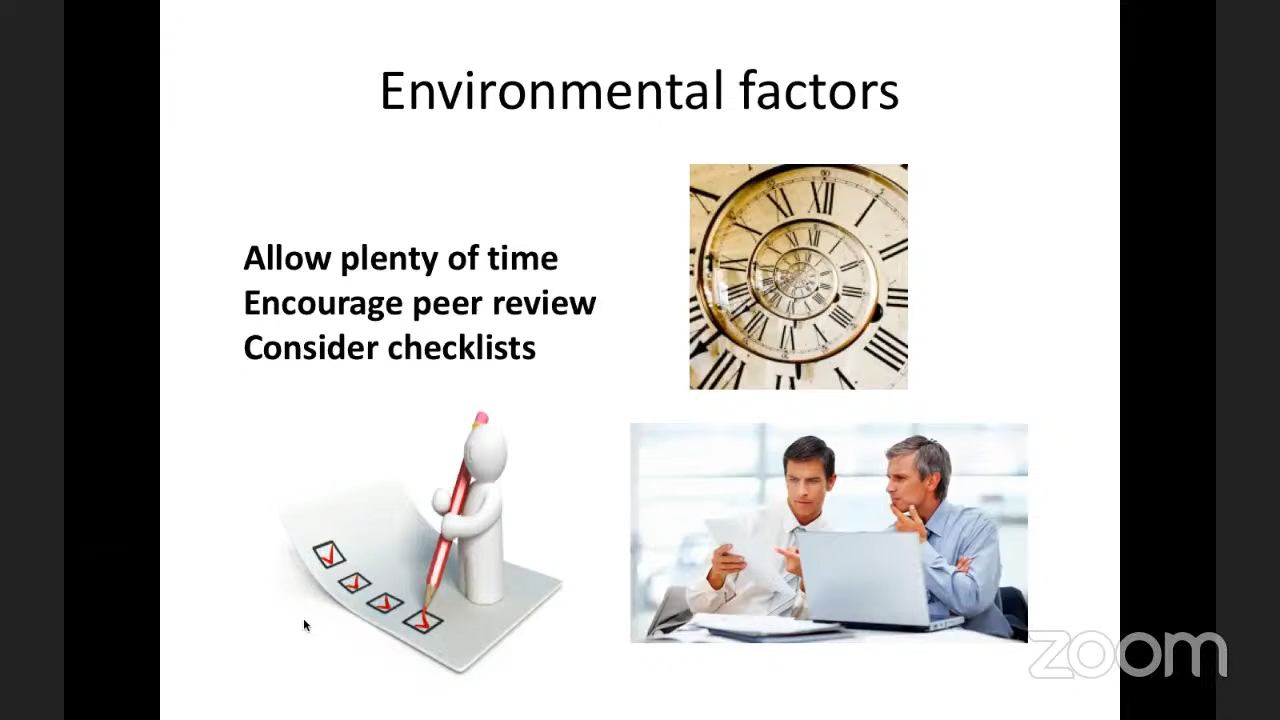 Environmental factors
Allow plenty of time
Encourage peer review
Consider checklists
zoom